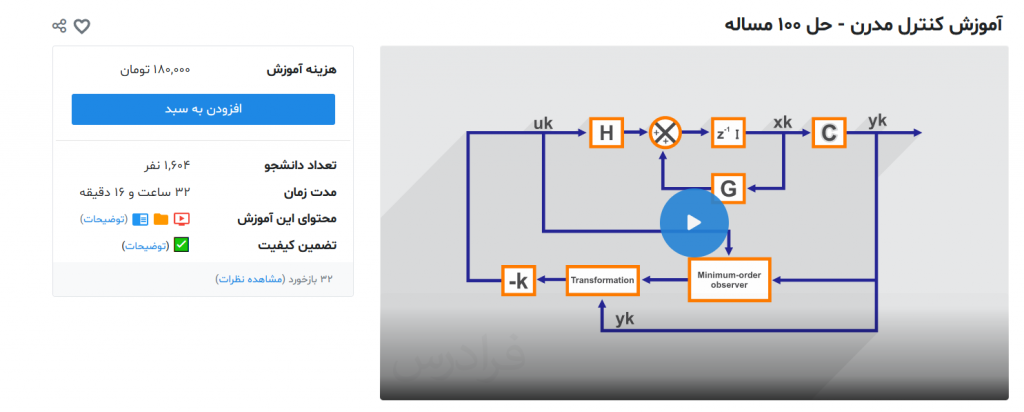 آموزش کنترل مدرن - حل ۱۰۰ مساله
هزینه آموزش ۱۸۰,۰۰۰ تومان
افزودن به سبد
تعداد دانشجو ۱,۶۰۴ نفر
مدت زمان ۳۲ ساعت و ۱۶ دقیقه
محتوای این آموزش (توضیحات)
تضمین کیفیت (توضیحات)
۳۲ بازخورد (مشاهده نظرات)
uk
H
z-1 I
xk
C
yk
G
-k
Transformation
Minimum-order
observer
yk
فرادرس